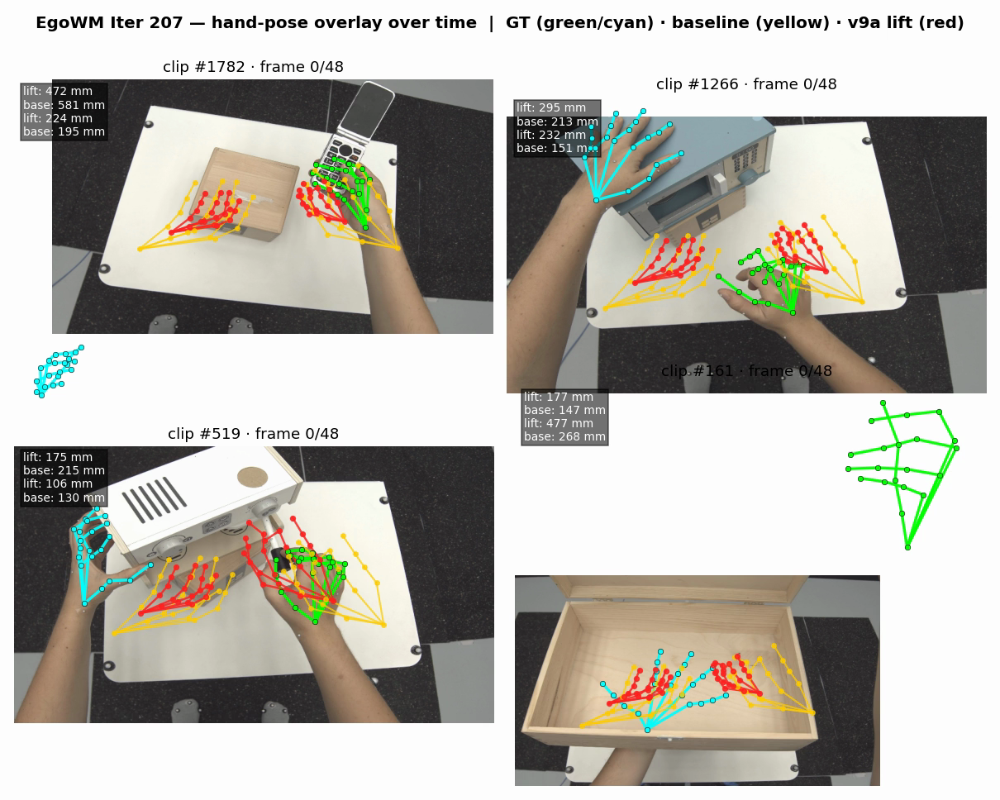 EgoWM Iter 207 — hand-pose overlay over time | GT (green/cyan) · baseline (yellow) · v9a lift (red)
clip #1782 · frame 0/48
lift: 472 mm
base: 581 mm
lift: 224 mm
base: 195 mm
clip #1266 · frame 0/48
lift: 295 mm
base: 213 mm
lift: 232 mm
base: 151 mm
clip #519 · frame 0/48
lift: 175 mm
base: 215 mm
lift: 106 mm
base: 130 mm
clip #161 · frame 0/48
lift: 177 mm
base: 147 mm
lift: 477 mm
base: 268 mm